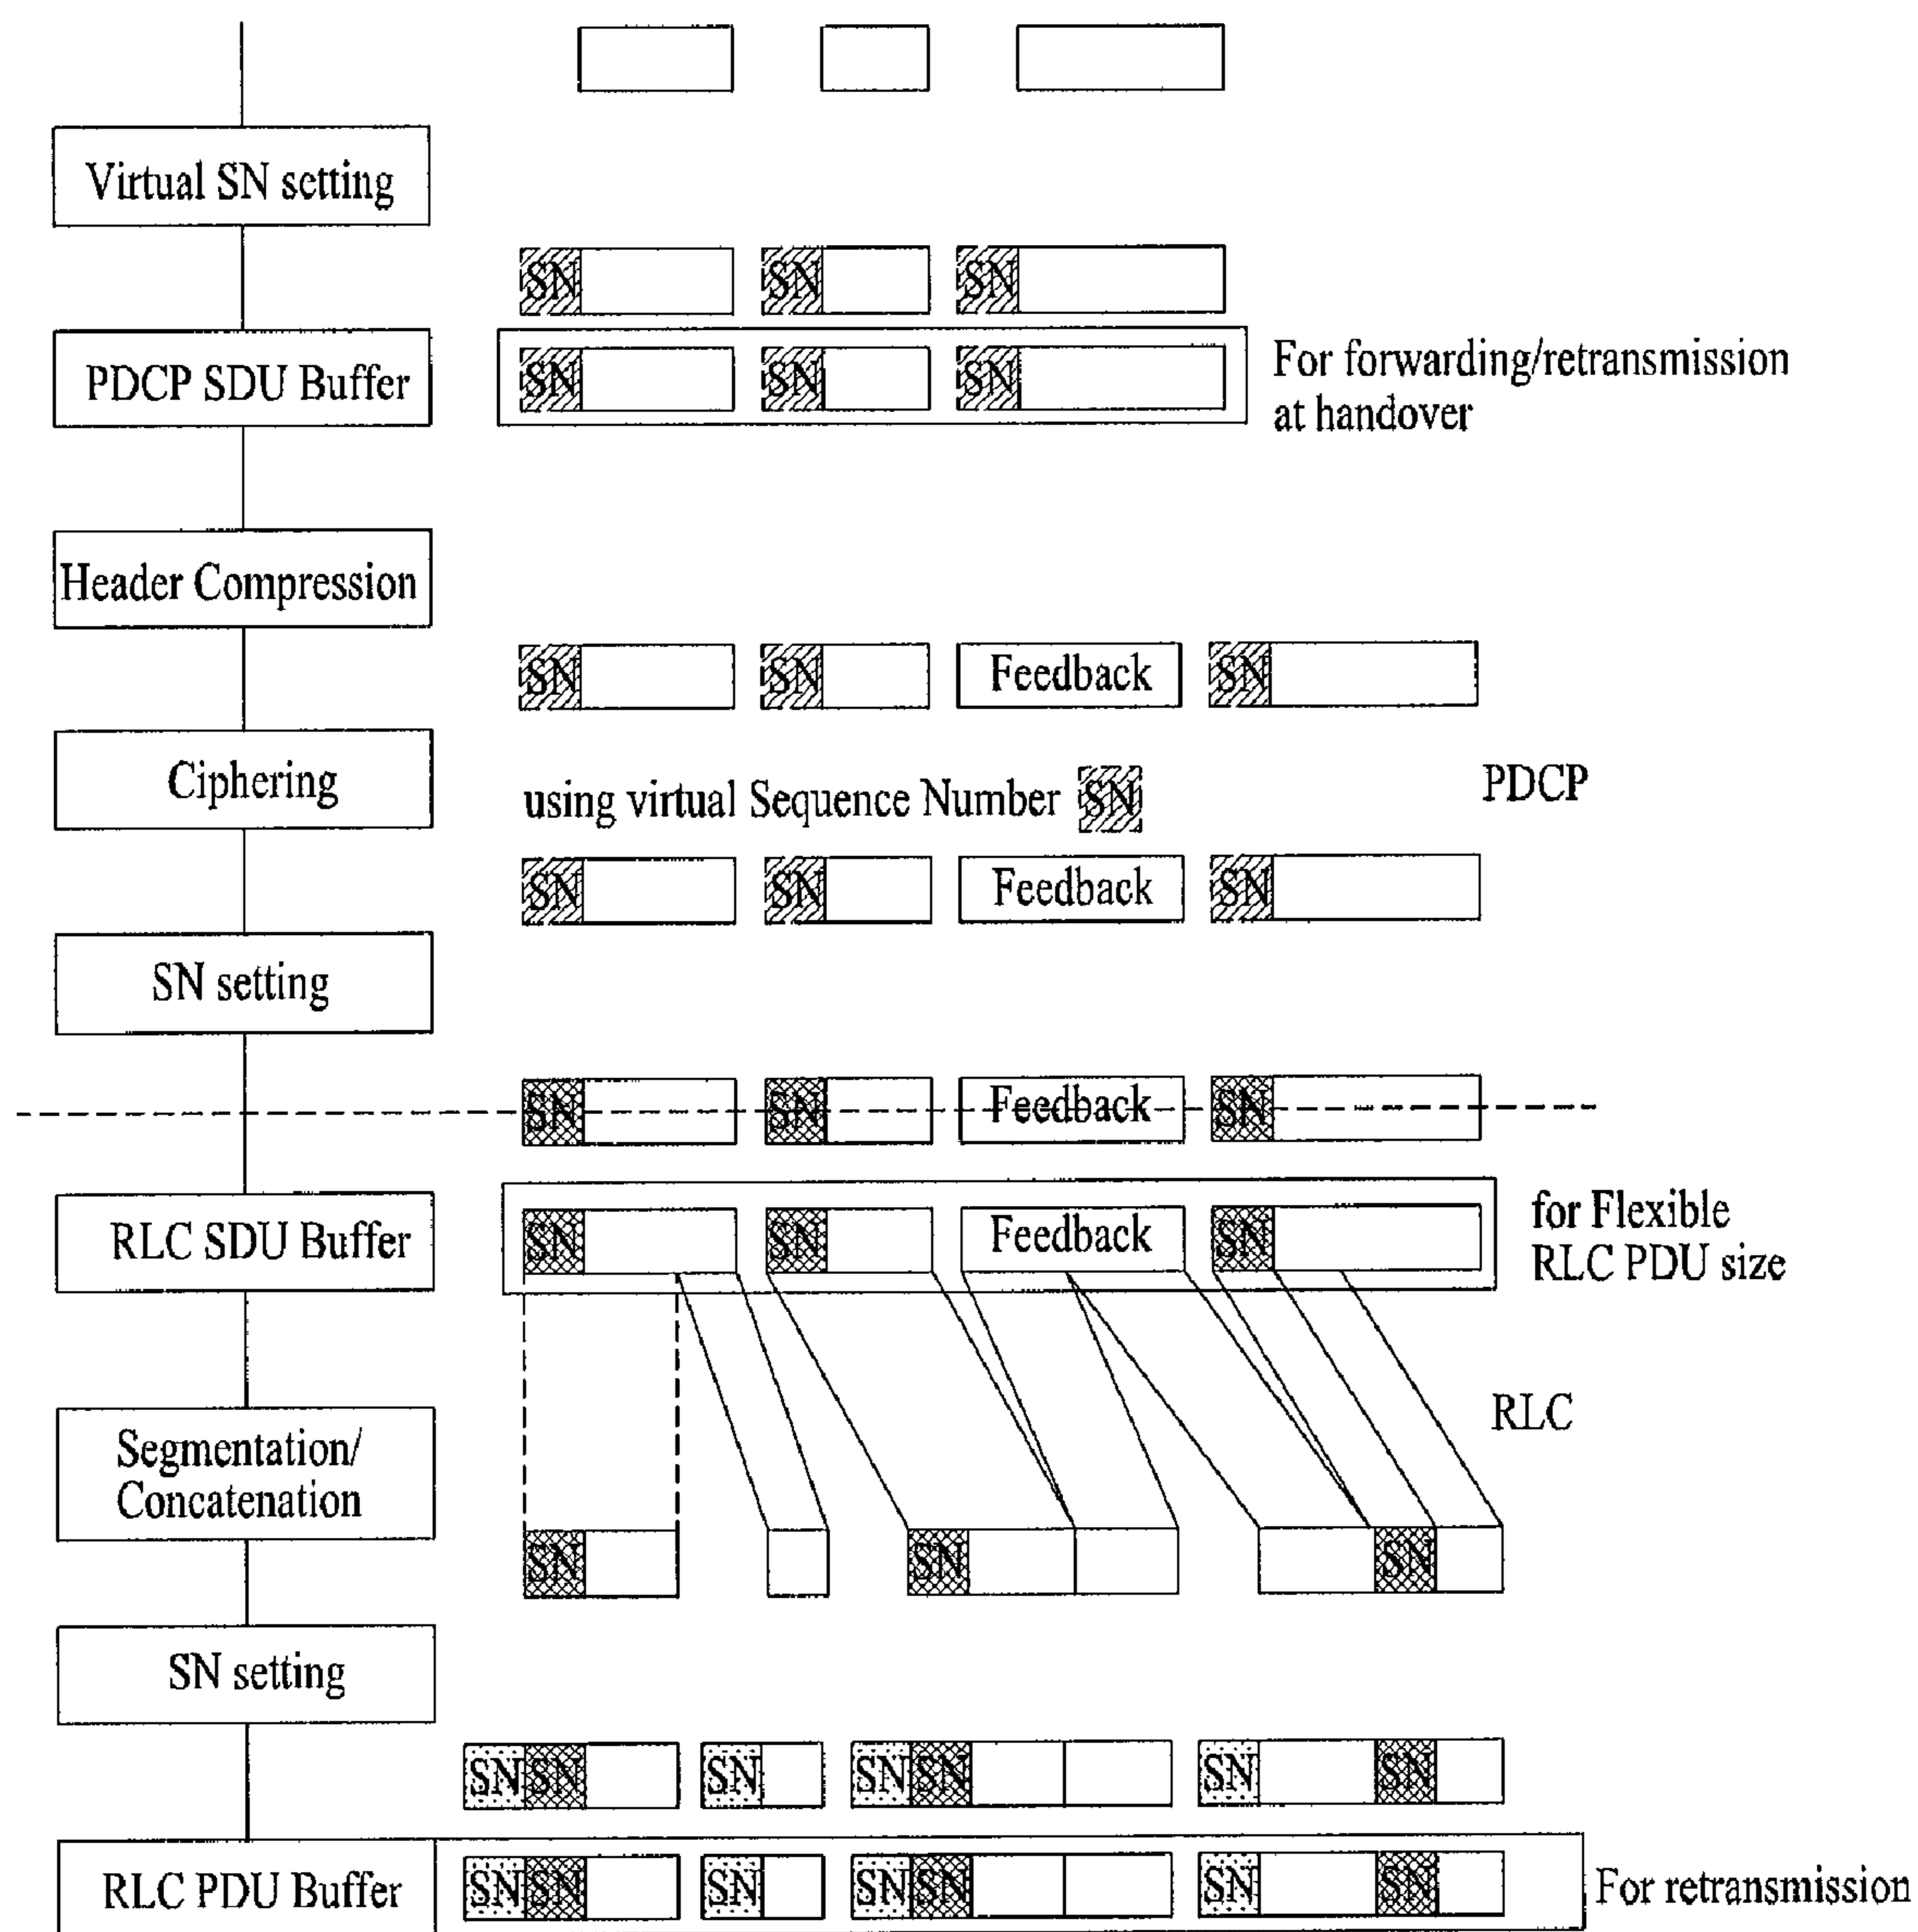 Virtual SN setting
SN SN SN
PDCP SDU Buffer
SN SN SN
For forwarding/retransmission
at handover
Header Compression
SN SN Feedback SN
Ciphering
using virtual Sequence Number SN
PDCP
SN SN Feedback SN
SN setting
SN SN Feedback SN
RLC SDU Buffer
SN SN Feedback SN
for Flexible
RLC PDU size
RLC
Segmentation/
Concatenation
SN SN SN
SN setting
SN SN SN SN SN SN SN
RLC PDU Buffer
SN SN SN SN SN SN SN
For retransmission